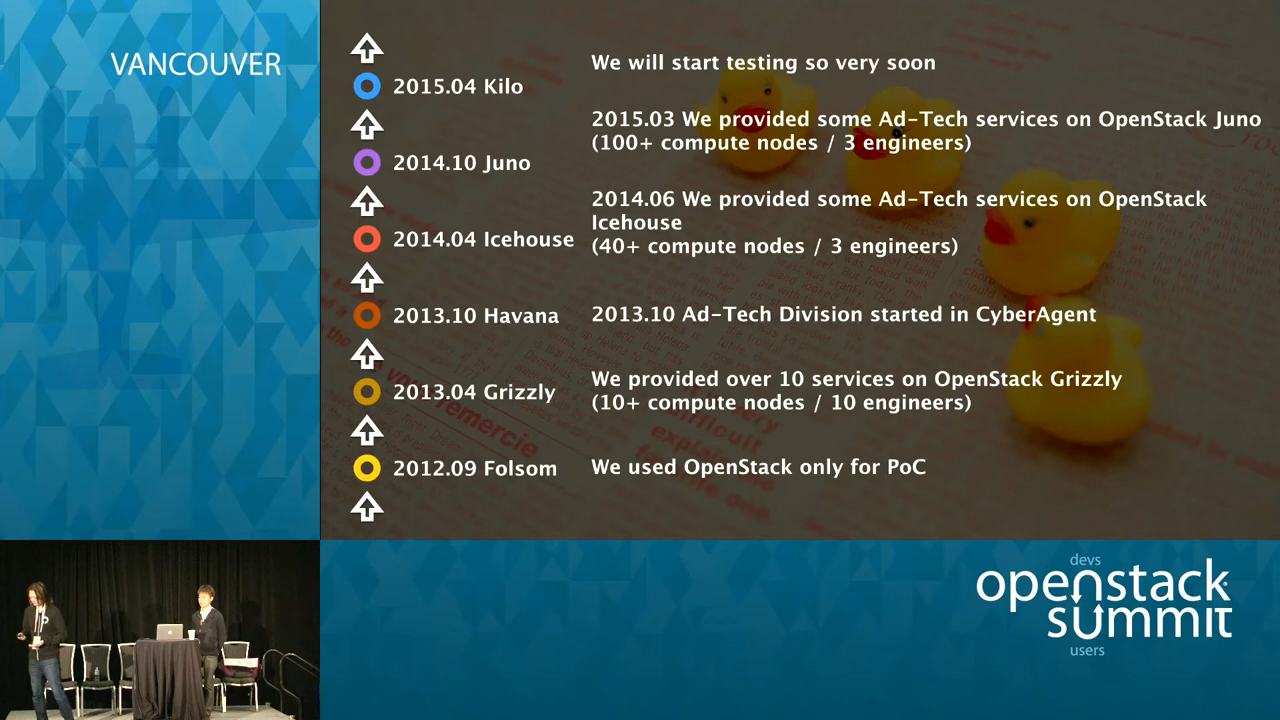 VANCOUVER
We will start testing so very soon
2015.04 Kilo
2015.03 We provided some Ad-Tech services on OpenStack Juno
(100+ compute nodes / 3 engineers)
2014.10 Juno
2014.06 We provided some Ad-Tech services on OpenStack
Icehouse
(40+ compute nodes / 3 engineers)
2014.04 Icehouse
2013.10 Havana
2013.10 Ad-Tech Division started in CyberAgent
We provided over 10 services on OpenStack Grizzly
(10+ compute nodes / 10 engineers)
2013.04 Grizzly
2012.09 Folsom
We used OpenStack only for PoC
remercie
difficult
explain
devs
openstack
summit
users